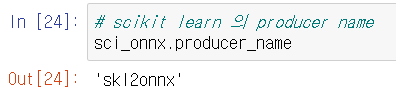 In [24]: # scikit learn 의 producer name
sci_onnx.producer_name
Out[24]: 'skl2onnx'